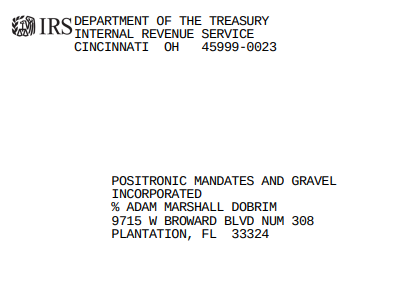 IRS DEPARTMENT OF THE TREASURY
INTERNAL REVENUE SERVICE
CINCINNATI OH 45999-0023
POSITRONIC MANDATES AND GRAVEL
INCORPORATED
% ADAM MARSHALL DOBRIM
9715 W BROWARD BLVD NUM 308
PLANTATION, FL 33324